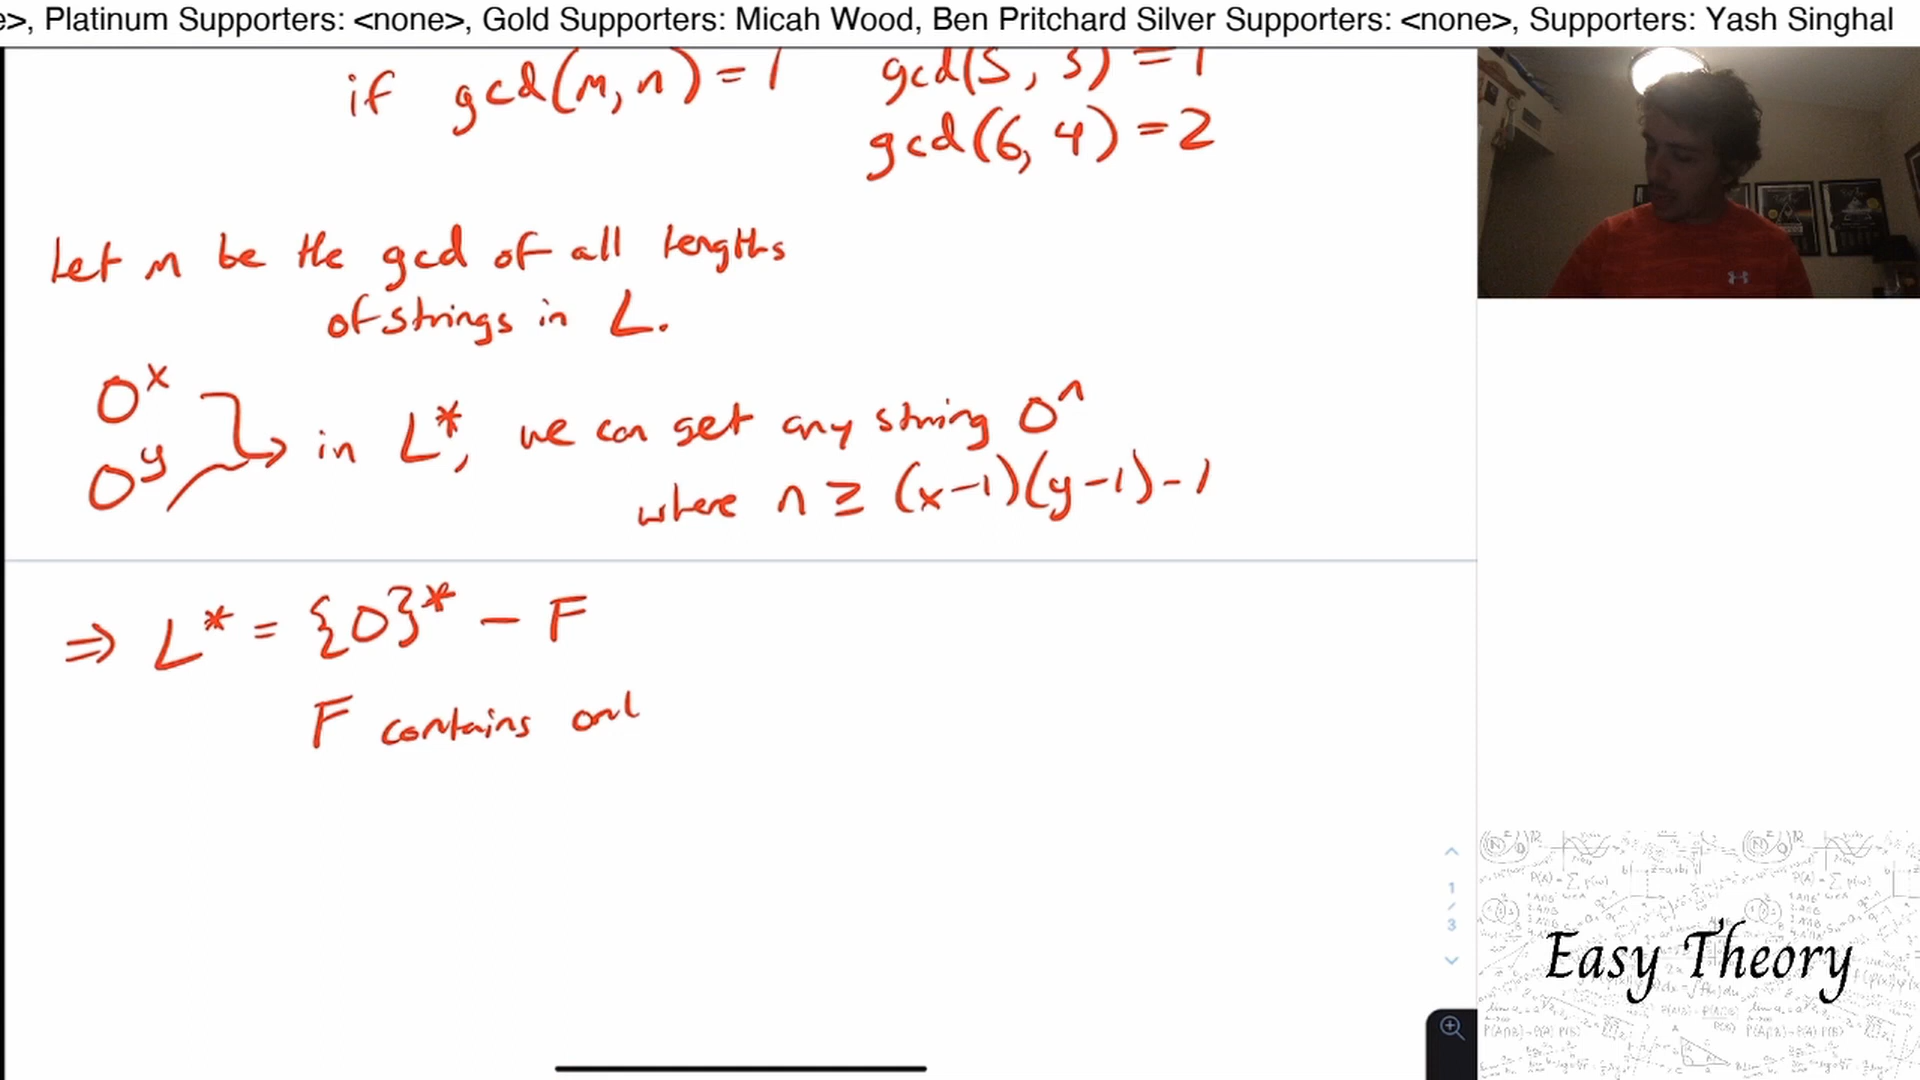 e>, Platinum Supporters: <none>, Gold Supporters: Micah Wood, Ben Pritchard Silver Supporters: <none>, Supporters: Yash Singhal
if gcd(m, n) = 1
gcd(5, 3) = 1
gcd(6, 4) = 2
Let m be the gcd of all lengths
of strings in L.
0^x
0^y
in L*, we can get any string 0^n
where n ≥ (x-1)(y-1)-1
⇒ L* = {0}* - F
F contains onl
1
/
3
Easy Theory